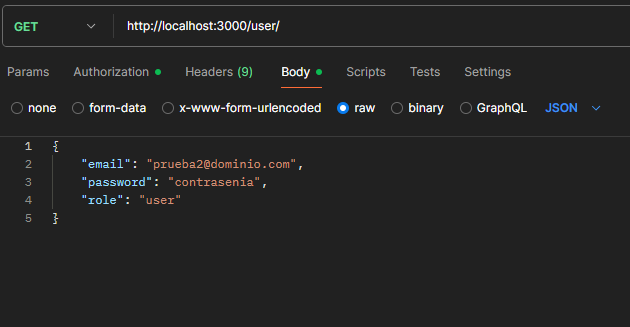 GET http://localhost:3000/user/
Params Authorization Headers (9) Body Scripts Tests Settings
none form-data x-www-form-urlencoded raw binary GraphQL JSON
1 {
2 "email": "prueba2@dominio.com",
3 "password": "contrasenia",
4 "role": "user"
5 }